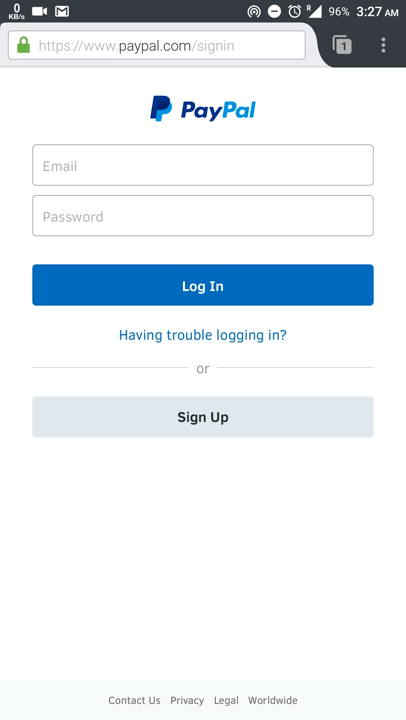 0
KB/s
R
96%
3:27 AM
https://www.paypal.com/signin
1
PayPal
Email
Password
Log In
Having trouble logging in?
or
Sign Up
Contact Us Privacy Legal Worldwide